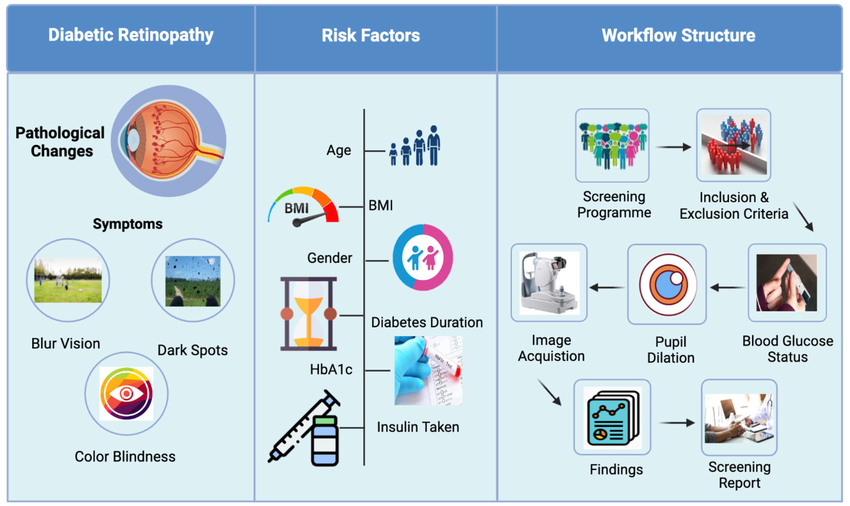 Diabetic Retinopathy
Risk Factors
Workflow Structure
Pathological
Changes
Symptoms
Blur Vision
Dark Spots
Color Blindness
Age
BMI
BMI
Gender
Diabetes Duration
HbA1c
Insulin Taken
Screening
Programme
Inclusion &
Exclusion Criteria
Blood Glucose
Status
Pupil
Dilation
Image
Acquistion
Findings
Screening
Report